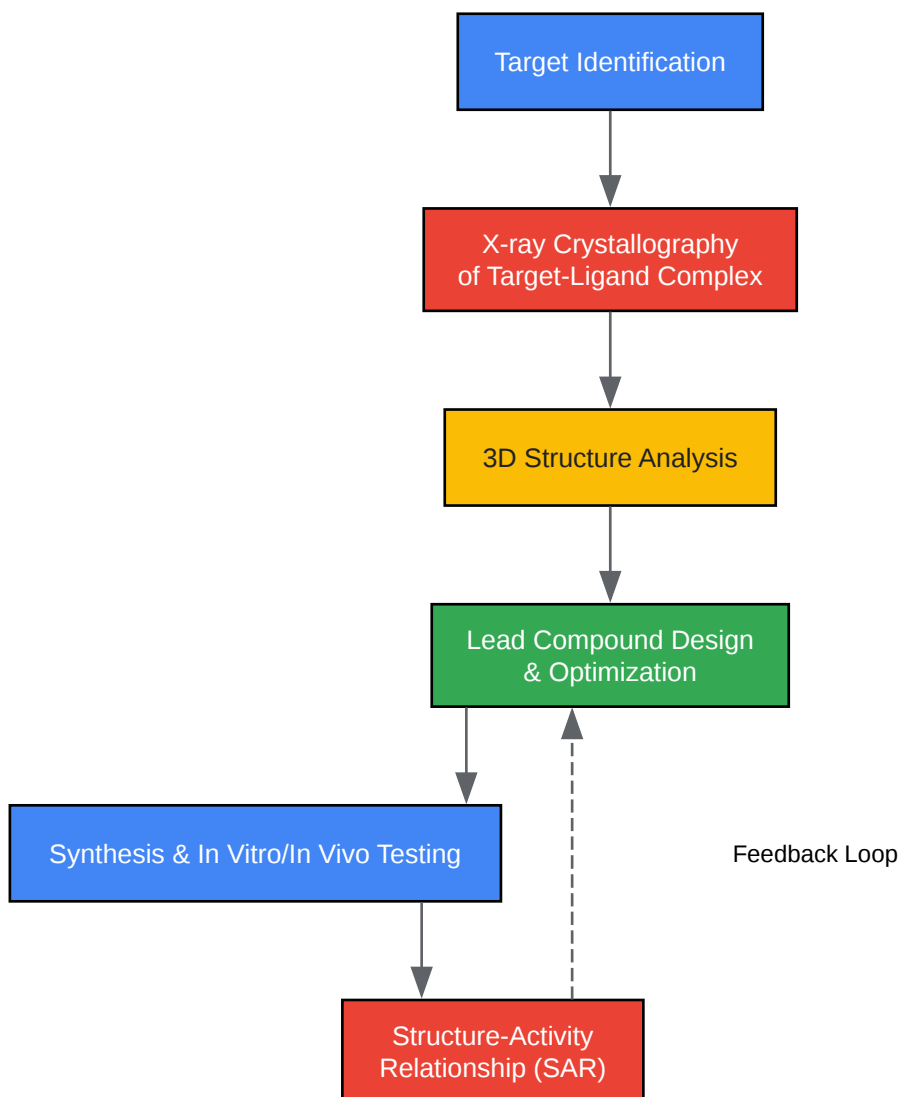 Target Identification
X-ray Crystallography
of Target-Ligand Complex
3D Structure Analysis
Lead Compound Design
& Optimization
Synthesis & In Vitro/In Vivo Testing
Feedback Loop
Structure-Activity
Relationship (SAR)